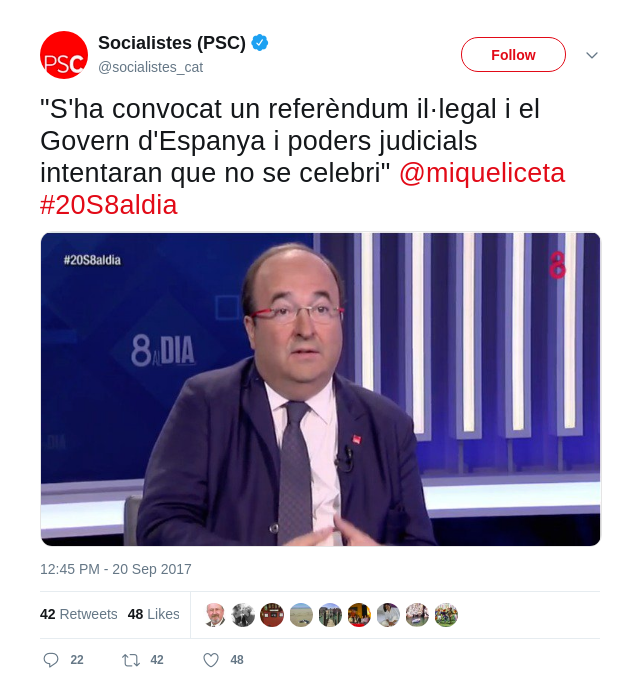 PSC
Socialistes (PSC)
@socialistes_cat
Follow
"S'ha convocat un referèndum il·legal i el
Govern d'Espanya i poders judicials
intentaran que no se celebri" @miqueliceta
#20S8aldia
#20S8aldia
8
8 AL DIA
12:45 PM - 20 Sep 2017
42 Retweets 48 Likes
22 42 48